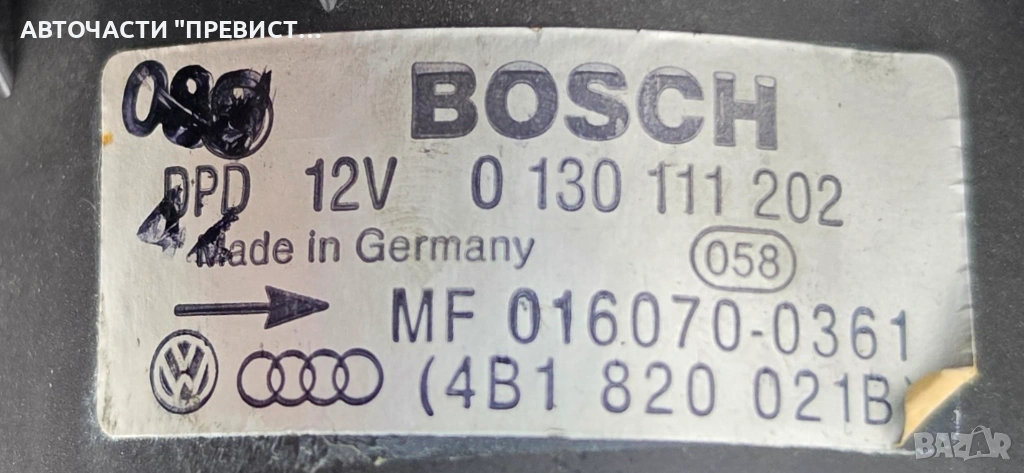 АВТОЧАСТИ "ПРЕВИСТ...
BOSCH
DPD 12V 0 130 111 202
Made in Germany 058
MF 016070-0361
(4B1 820 021B)
BAZAR